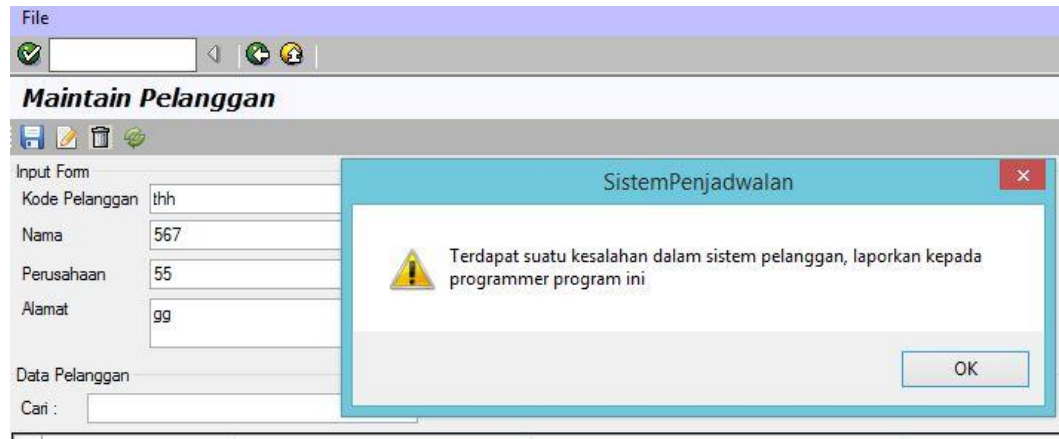 File
Maintain Pelanggan
Input Form
Kode Pelanggan thh
Nama 567
Perusahaan 55
Alamat gg
Data Pelanggan
Cari :
SistemPenjadwalan
Terdapat suatu kesalahan dalam sistem pelanggan, laporkan kepada
programmer program ini
OK